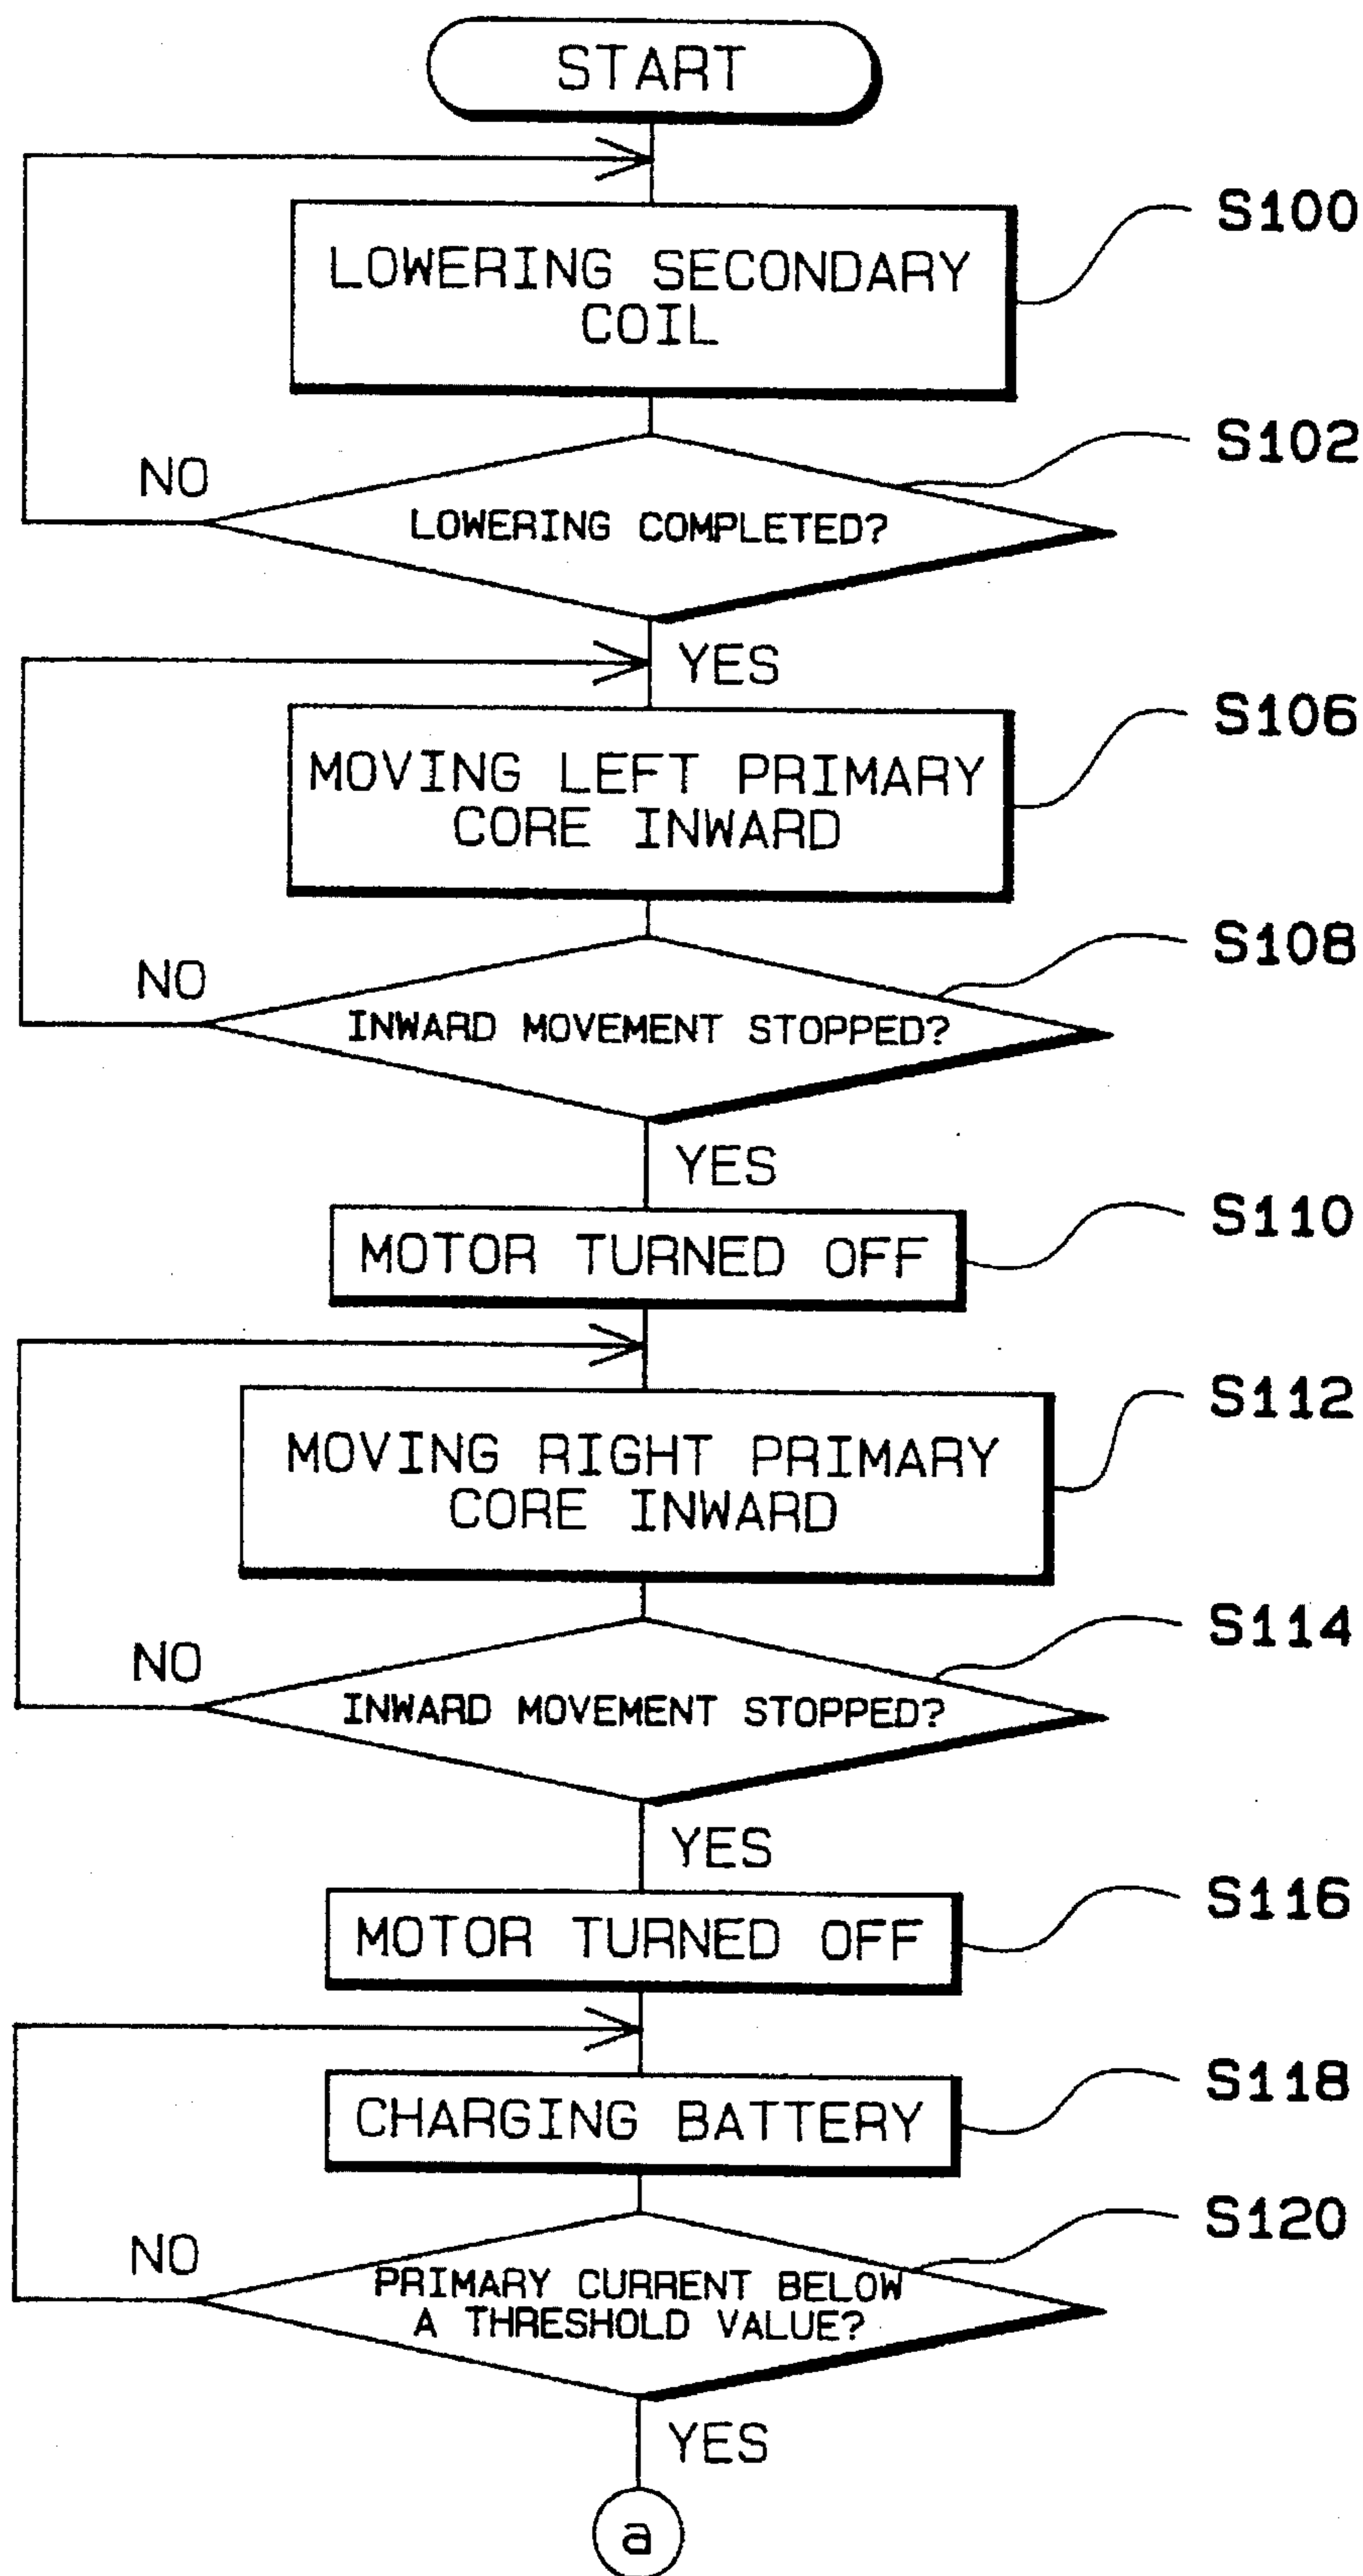 START
S100
LOWERING SECONDARY
COIL
S102
NO
LOWERING COMPLETED?
YES
S106
MOVING LEFT PRIMARY
CORE INWARD
S108
NO
INWARD MOVEMENT STOPPED?
YES
S110
MOTOR TURNED OFF
S112
MOVING RIGHT PRIMARY
CORE INWARD
S114
NO
INWARD MOVEMENT STOPPED?
YES
S116
MOTOR TURNED OFF
S118
CHARGING BATTERY
S120
NO
PRIMARY CURRENT BELOW
A THRESHOLD VALUE?
YES
a